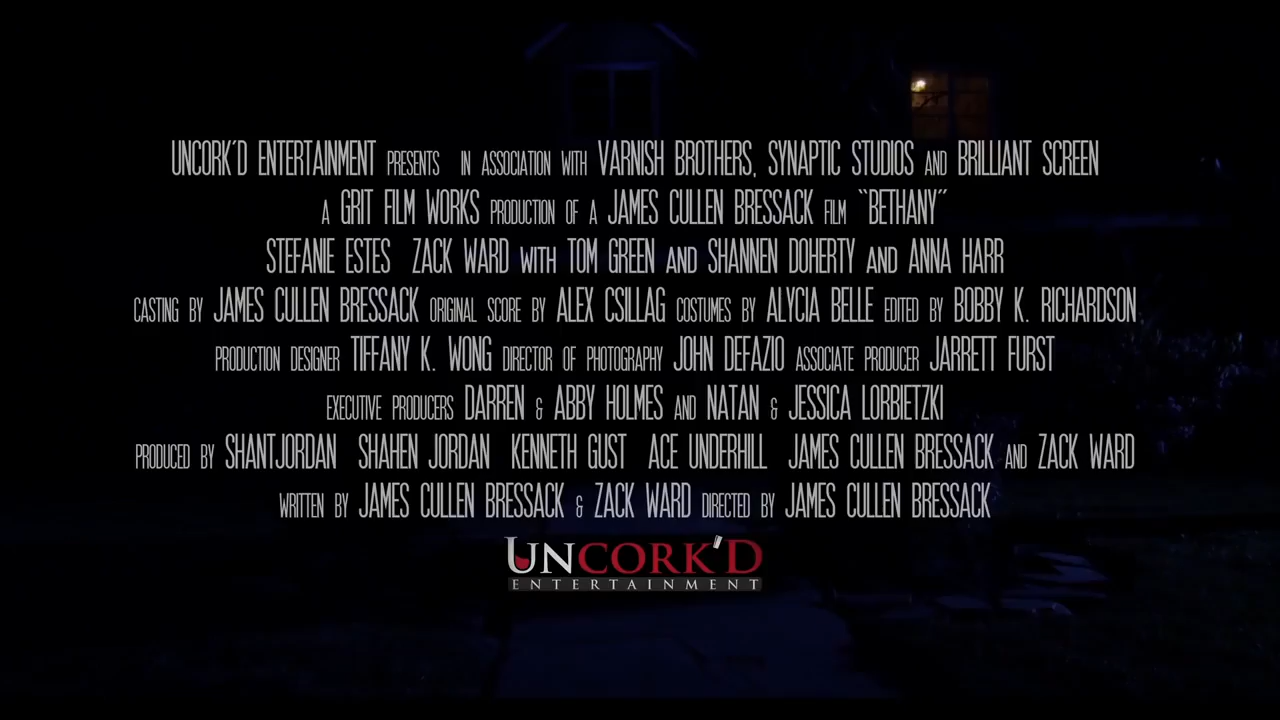 UNCORK'D ENTERTAINMENT PRESENTS IN ASSOCIATION WITH VARNISH BROTHERS, SYNAPTIC STUDIOS AND BRILLIANT SCREEN
A GRIT FILM WORKS PRODUCTION OF A JAMES CULLEN BRESSACK FILM "BETHANY"
STEFANIE ESTES ZACK WARD WITH TOM GREEN AND SHANNEN DOHERTY AND ANNA HARR
CASTING BY JAMES CULLEN BRESSACK ORIGINAL SCORE BY ALEX CSILLAG COSTUMES BY ALYCIA BELLE EDITED BY BOBBY K. RICHARDSON
PRODUCTION DESIGNER TIFFANY K. WONG DIRECTOR OF PHOTOGRAPHY JOHN DEFAZIO ASSOCIATE PRODUCER JARRETT FURST
EXECUTIVE PRODUCERS DARREN & ABBY HOLMES AND NATAN & JESSICA LORBIETZKI
PRODUCED BY SHANTJORDAN SHAHEN JORDAN KENNETH GUST ACE UNDERHILL JAMES CULLEN BRESSACK AND ZACK WARD
WRITTEN BY JAMES CULLEN BRESSACK & ZACK WARD DIRECTED BY JAMES CULLEN BRESSACK
UNCORK'D
ENTERTAINMENT